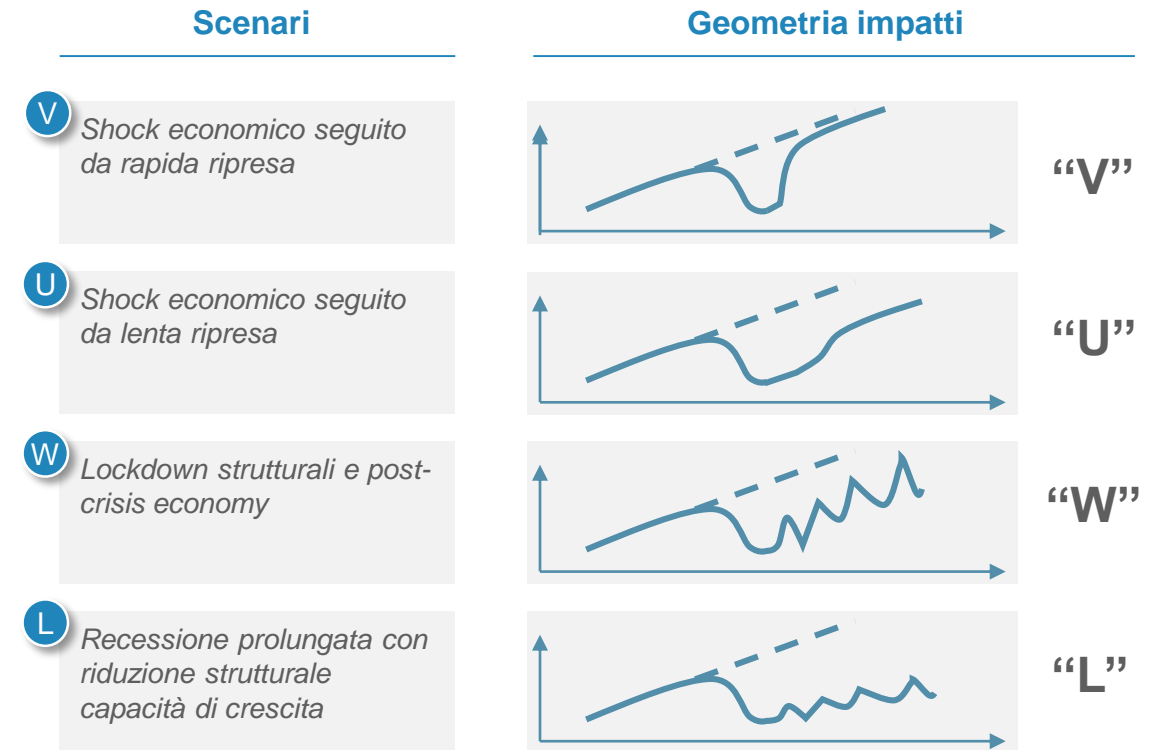 Scenari
Geometria impatti
V
Shock economico seguito
da rapida ripresa
“V”
U
Shock economico seguito
da lenta ripresa
“U”
W
Lockdown strutturali e post-
crisis economy
“W”
L
Recessione prolungata con
riduzione strutturale
capacità di crescita
“L”